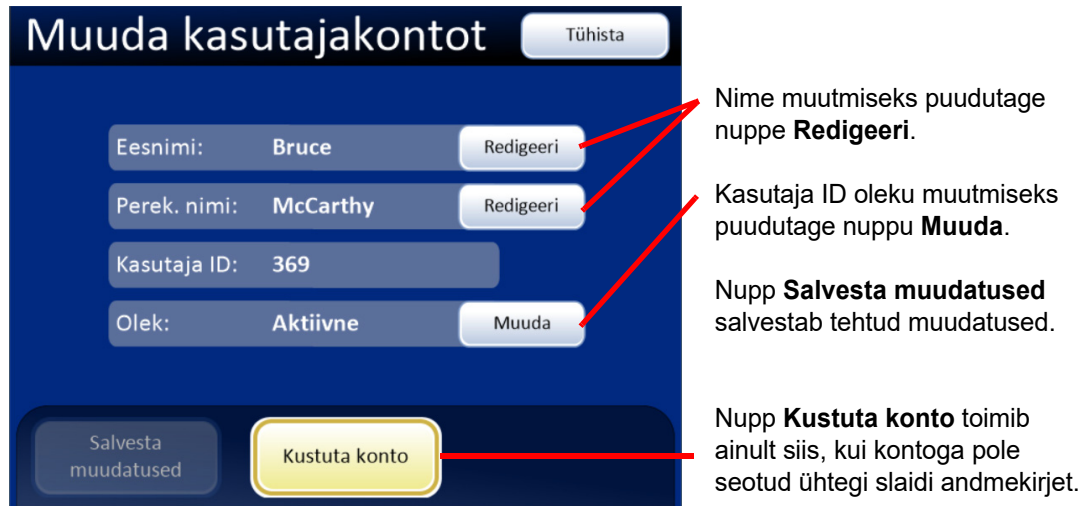 Muuda kasutajakontot
Tühista
Eesnimi: Bruce Redigeeri
Perek. nimi: McCarthy Redigeeri
Kasutaja ID: 369
Olek: Aktiivne Muuda
Salvesta
muudatused
Kustuta konto
Nime muutmiseks puudutage
nuppe Redigeeri.
Kasutaja ID oleku muutmiseks
puudutage nuppu Muuda.
Nupp Salvesta muudatused
salvestab tehtud muudatused.
Nupp Kustuta konto toimib
ainult siis, kui kontoga pole
seotud ühtegi slaidi andmekirjet.